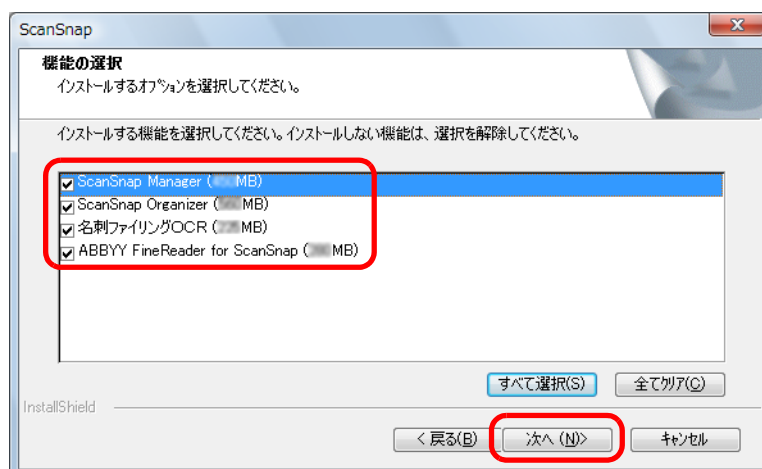 ScanSnap
機能の選択
インストールするオプションを選択してください。
インストールする機能を選択してください。インストールしない機能は、選択を解除してください。
ScanSnap Manager ( MB)
ScanSnap Organizer ( MB)
名刺ファイリングOCR ( MB)
ABBYY FineReader for ScanSnap ( MB)
すべて選択(S) 全てクリア(C)
InstallShield
< 戻る(B) 次へ (N)> キャンセル